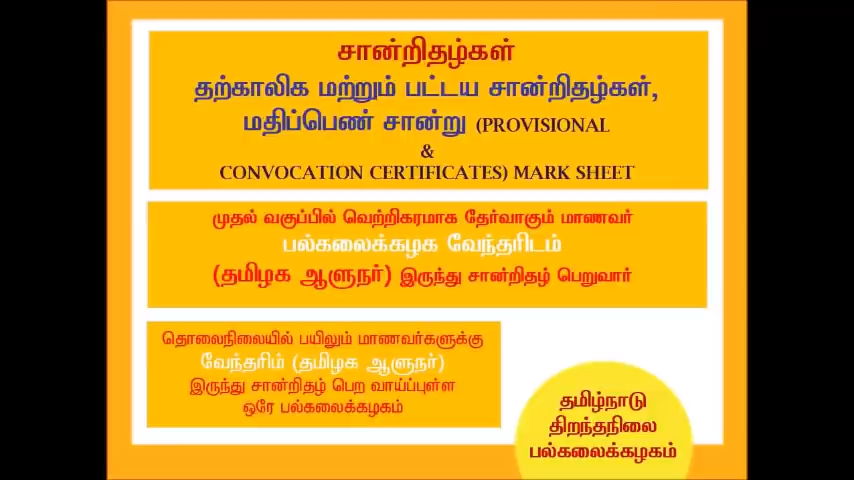 சான்றிதழ்கள்
தற்காலிக மற்றும் பட்டய சான்றிதழ்கள்,
மதிப்பெண் சான்று (PROVISIONAL
&
CONVOCATION CERTIFICATES) MARK SHEET
முதல் வகுப்பில் வெற்றிகரமாக தேர்வாகும் மாணவர்
பல்கலைக்கழக வேந்தரிடம்
(தமிழக ஆளுநர்) இருந்து சான்றிதழ் பெறுவார்
தொலைநிலையில் பயிலும் மாணவர்களுக்கு
வேந்தரிம் (தமிழக ஆளுநர்)
இருந்து சான்றிதழ் பெற வாய்ப்புள்ள
ஒரே பல்கலைக்கழகம்
தமிழ்நாடு
திறந்தநிலை
பல்கலைக்கழகம்